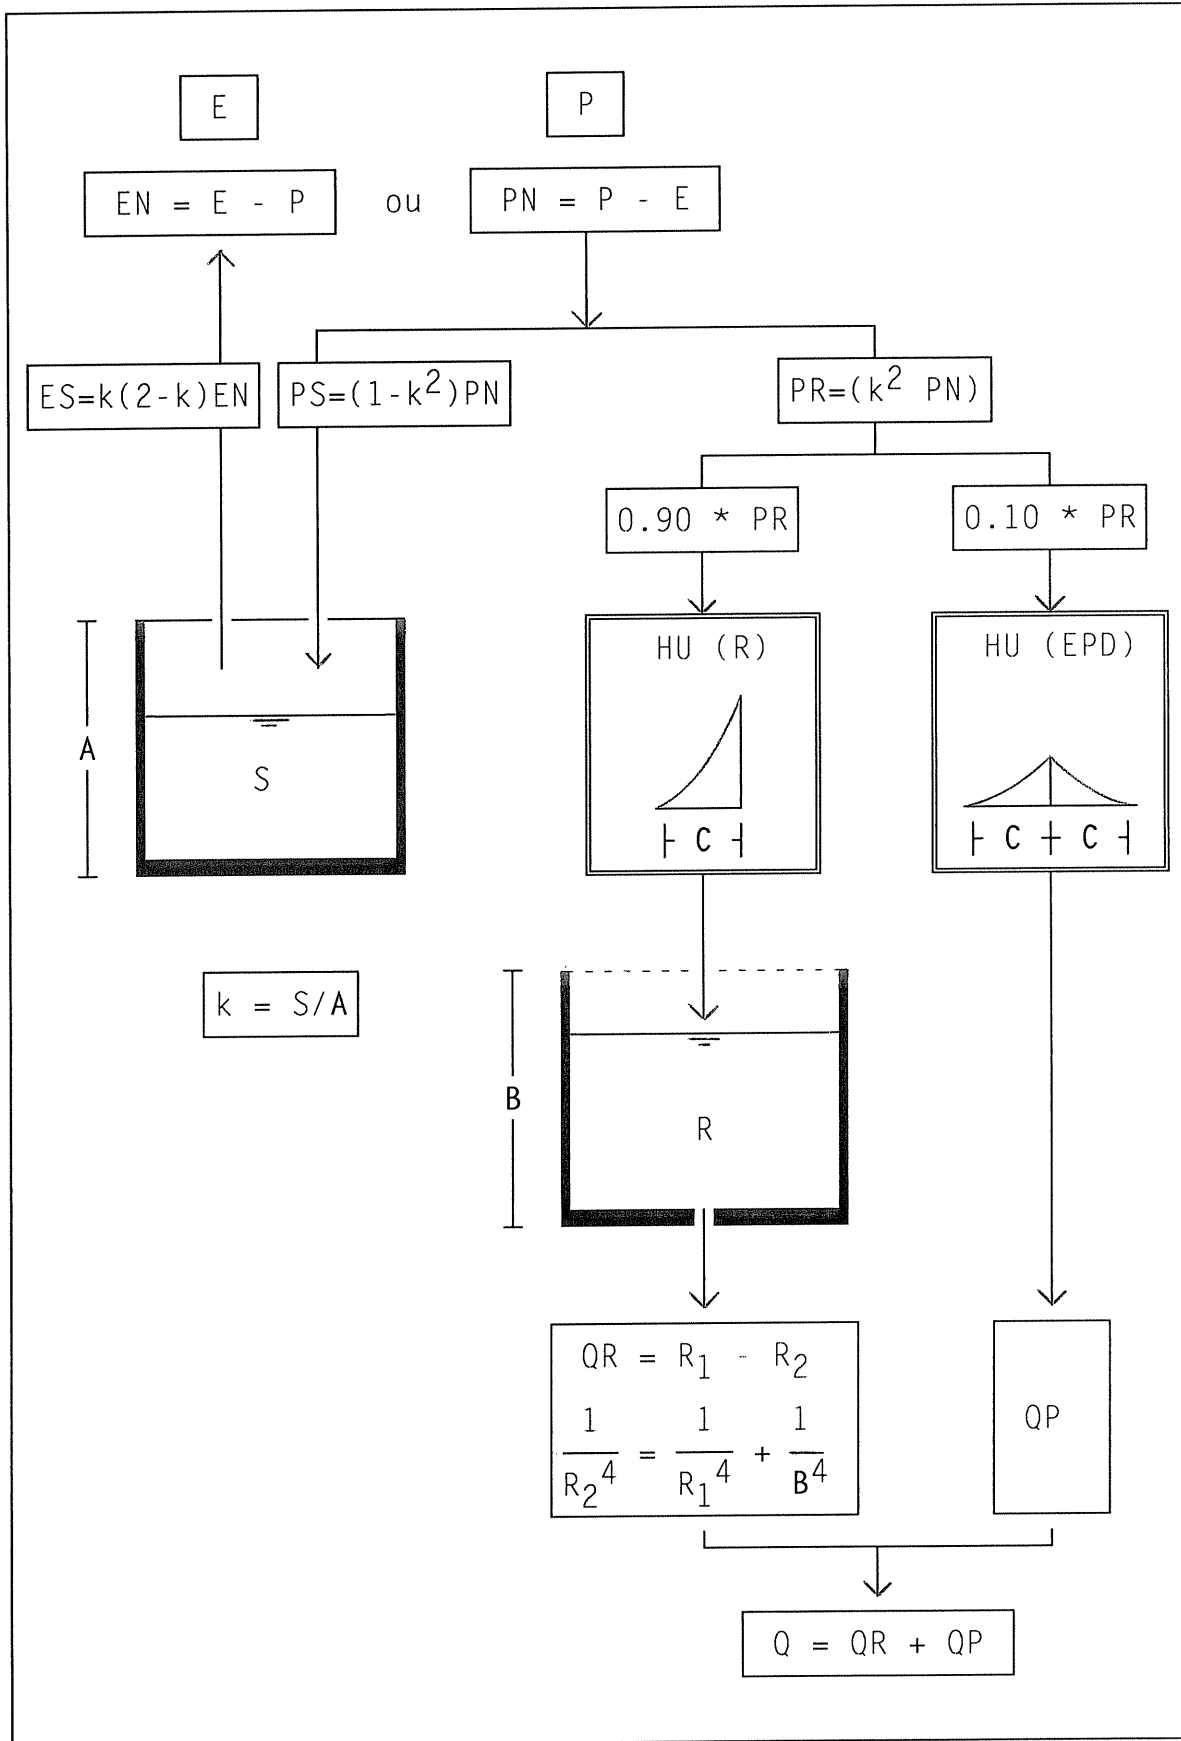 E P
EN = E - P ou PN = P - E
ES=k(2-k)EN PS=(1-k²)PN PR=(k² PN)
0.90 * PR 0.10 * PR
HU (R) HU (EPD)
A
S
C C C
k = S/A
B
R
QR = R₁ - R₂
1/R₂⁴ = 1/R₁⁴ + 1/B⁴
QP
Q = QR + QP